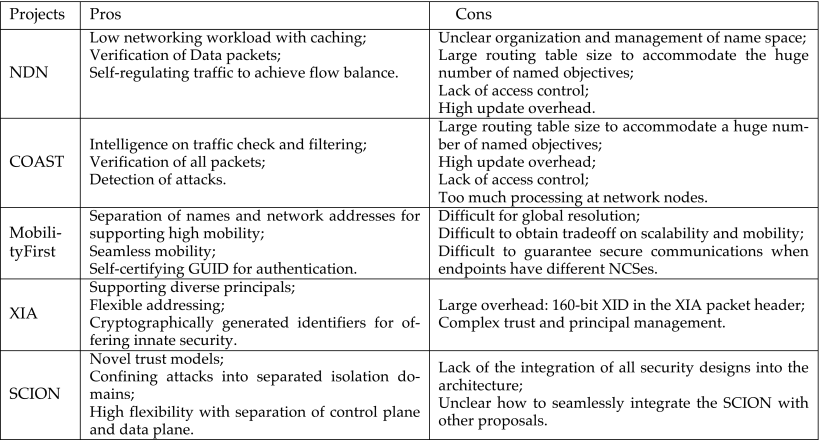 Projects Pros Cons
NDN
Low networking workload with caching;
Verification of Data packets;
Self-regulating traffic to achieve flow balance.
Unclear organization and management of name space;
Large routing table size to accommodate the huge
number of named objectives;
Lack of access control;
High update overhead.
COAST
Intelligence on traffic check and filtering;
Verification of all packets;
Detection of attacks.
Large routing table size to accommodate a huge num-
ber of named objectives;
High update overhead;
Lack of access control;
Too much processing at network nodes.
Mobili-
tyFirst
Separation of names and network addresses for
supporting high mobility;
Seamless mobility;
Self-certifying GUID for authentication.
Difficult for global resolution;
Difficult to obtain tradeoff on scalability and mobility;
Difficult to guarantee secure communications when
endpoints have different NCSes.
XIA
Supporting diverse principals;
Flexible addressing;
Cryptographically generated identifiers for of-
fering innate security.
Large overhead: 160-bit XID in the XIA packet header;
Complex trust and principal management.
SCION
Novel trust models;
Confining attacks into separated isolation do-
mains;
High flexibility with separation of control plane
and data plane.
Lack of the integration of all security designs into the
architecture;
Unclear how to seamlessly integrate the SCION with
other proposals.